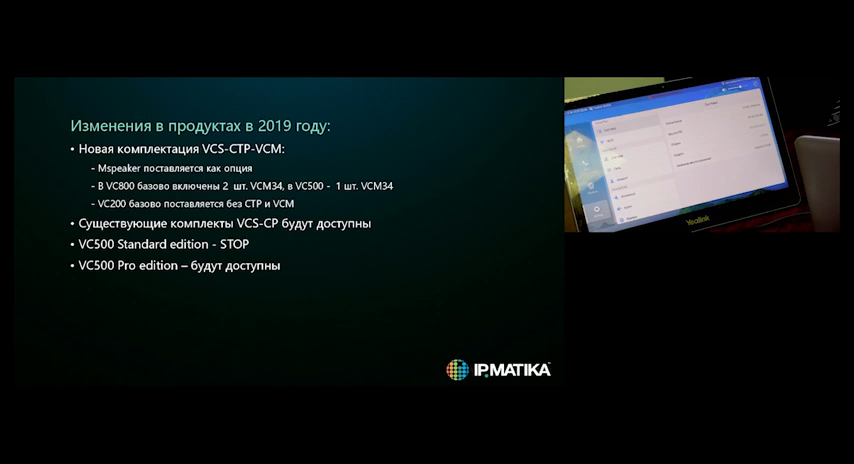 Изменения в продуктах в 2019 году:
• Новая комплектация VCS-CTP-VCM:
- Mspeaker поставляется как опция
- В VC800 базово включены 2 шт. VCM34, в VC500 - 1 шт. VCM34
- VC200 базово поставляется без CTP и VCM
• Существующие комплекты VCS-CP будут доступны
• VC500 Standard edition - STOP
• VC500 Pro edition – будут доступны
IP.MATIKA
Yealink